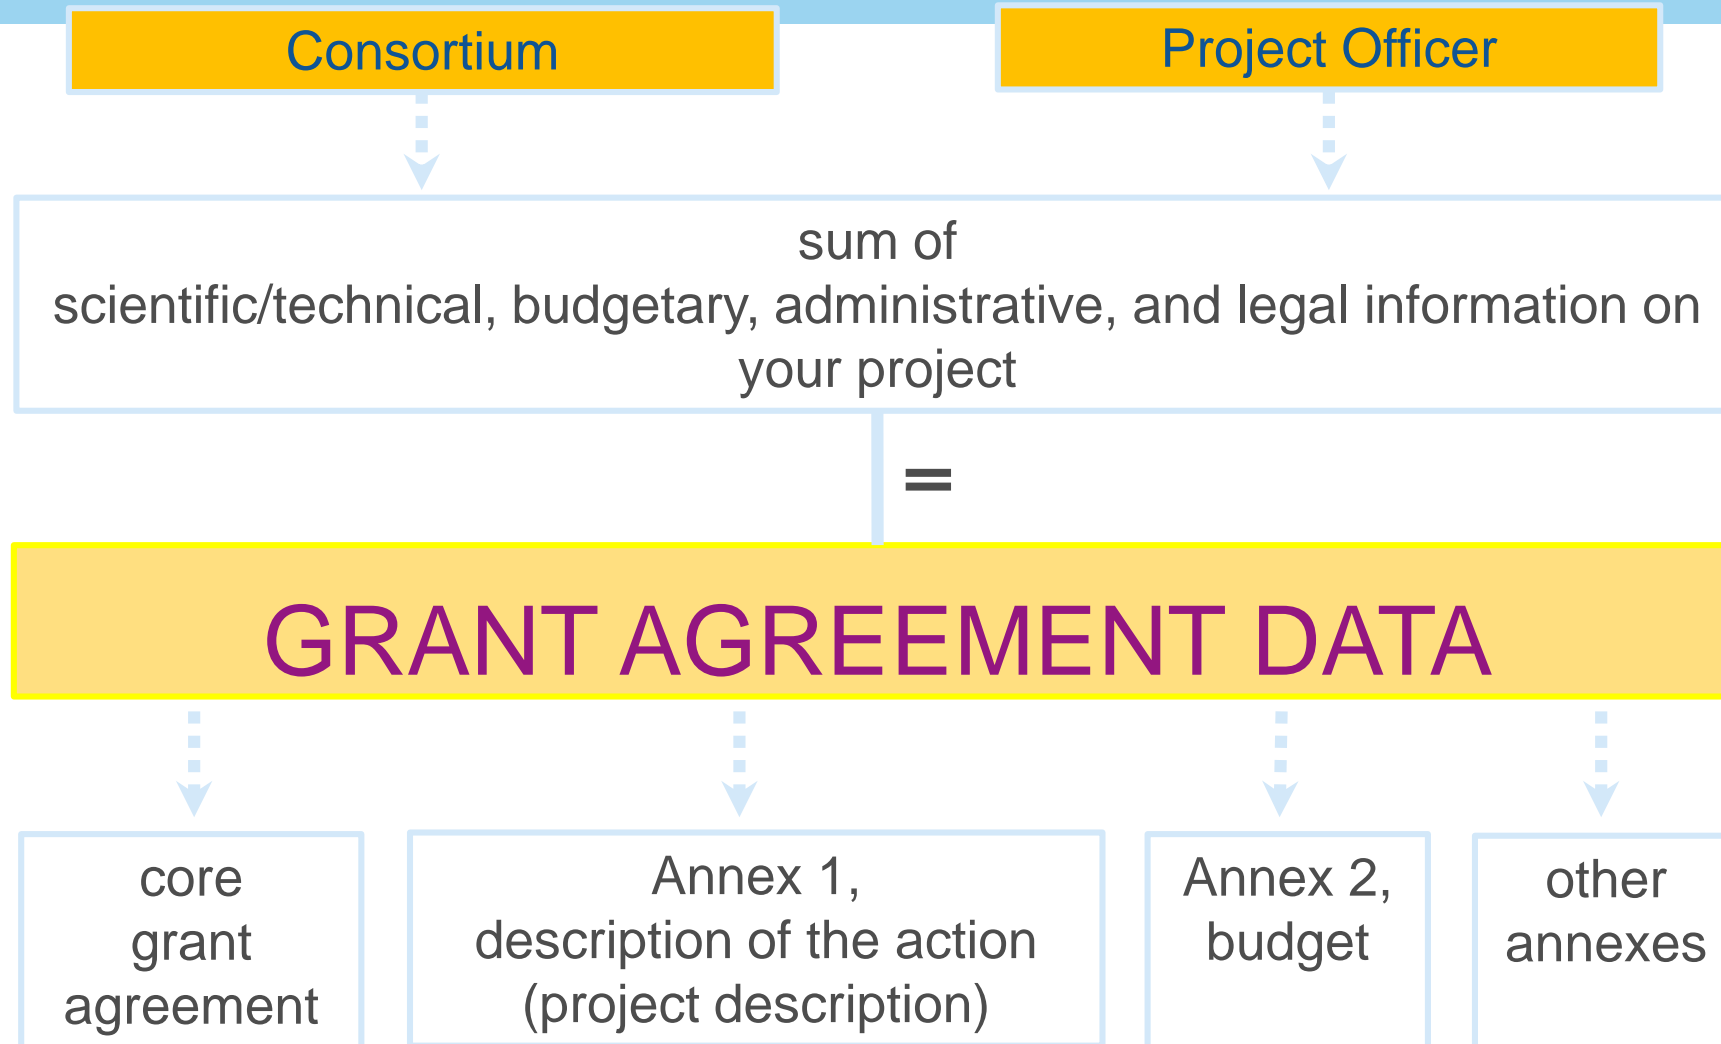 Consortium
Project Officer
sum of
scientific/technical, budgetary, administrative, and legal information on
your project
=
GRANT AGREEMENT DATA
core
grant
agreement
Annex 1,
description of the action
(project description)
Annex 2,
budget
other
annexes